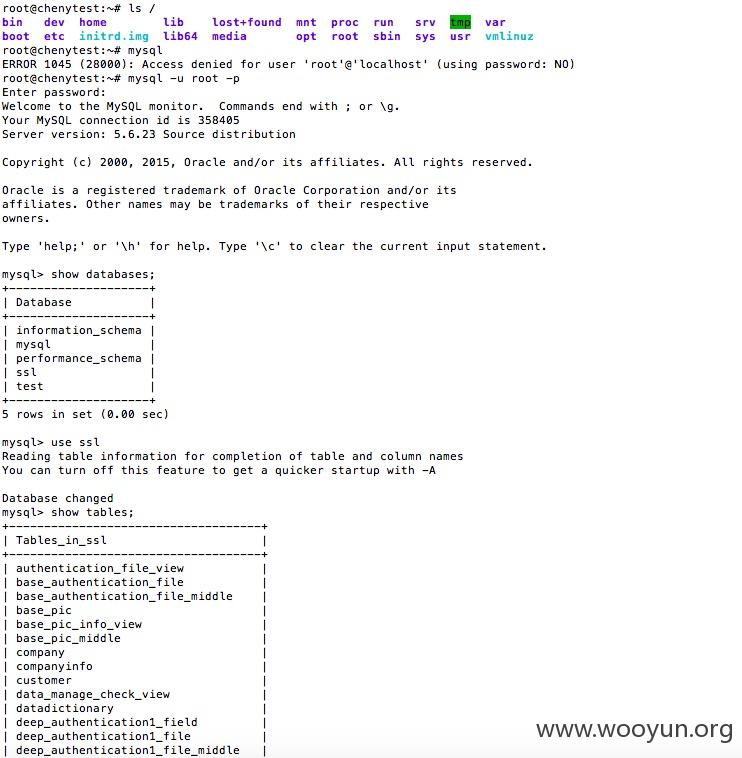 root@chenytest:~# ls /
bin dev home lib lost+found mnt proc run srv tmp var
boot etc initrd.img lib64 media opt root sbin sys usr vmlinuz
root@chenytest:~# mysql
ERROR 1045 (28000): Access denied for user 'root'@'localhost' (using password: NO)
root@chenytest:~# mysql -u root -p
Enter password:
Welcome to the MySQL monitor.  Commands end with ; or \g.
Your MySQL connection id is 358405
Server version: 5.6.23 Source distribution

Copyright (c) 2000, 2015, Oracle and/or its affiliates. All rights reserved.

Oracle is a registered trademark of Oracle Corporation and/or its
affiliates. Other names may be trademarks of their respective
owners.

Type 'help;' or '\h' for help. Type '\c' to clear the current input statement.

mysql> show databases;
+--------------------+
| Database           |
+--------------------+
| information_schema |
| mysql              |
| performance_schema |
| ssl                |
| test               |
+--------------------+
5 rows in set (0.00 sec)

mysql> use ssl
Reading table information for completion of table and column names
You can turn off this feature to get a quicker startup with -A

Database changed
mysql> show tables;
+------------------------------------+
| Tables_in_ssl                      |
+------------------------------------+
| authentication_file_view           |
| base_authentication_file           |
| base_authentication_file_middle    |
| base_pic                           |
| base_pic_info_view                 |
| base_pic_middle                    |
| company                            |
| companyinfo                        |
| customer                           |
| data_manage_check_view             |
| datadictionary                     |
| deep_authentication1_field         |
| deep_authentication1_file          |
| deep_authentication1_file_middle   |
www.wooyun.org